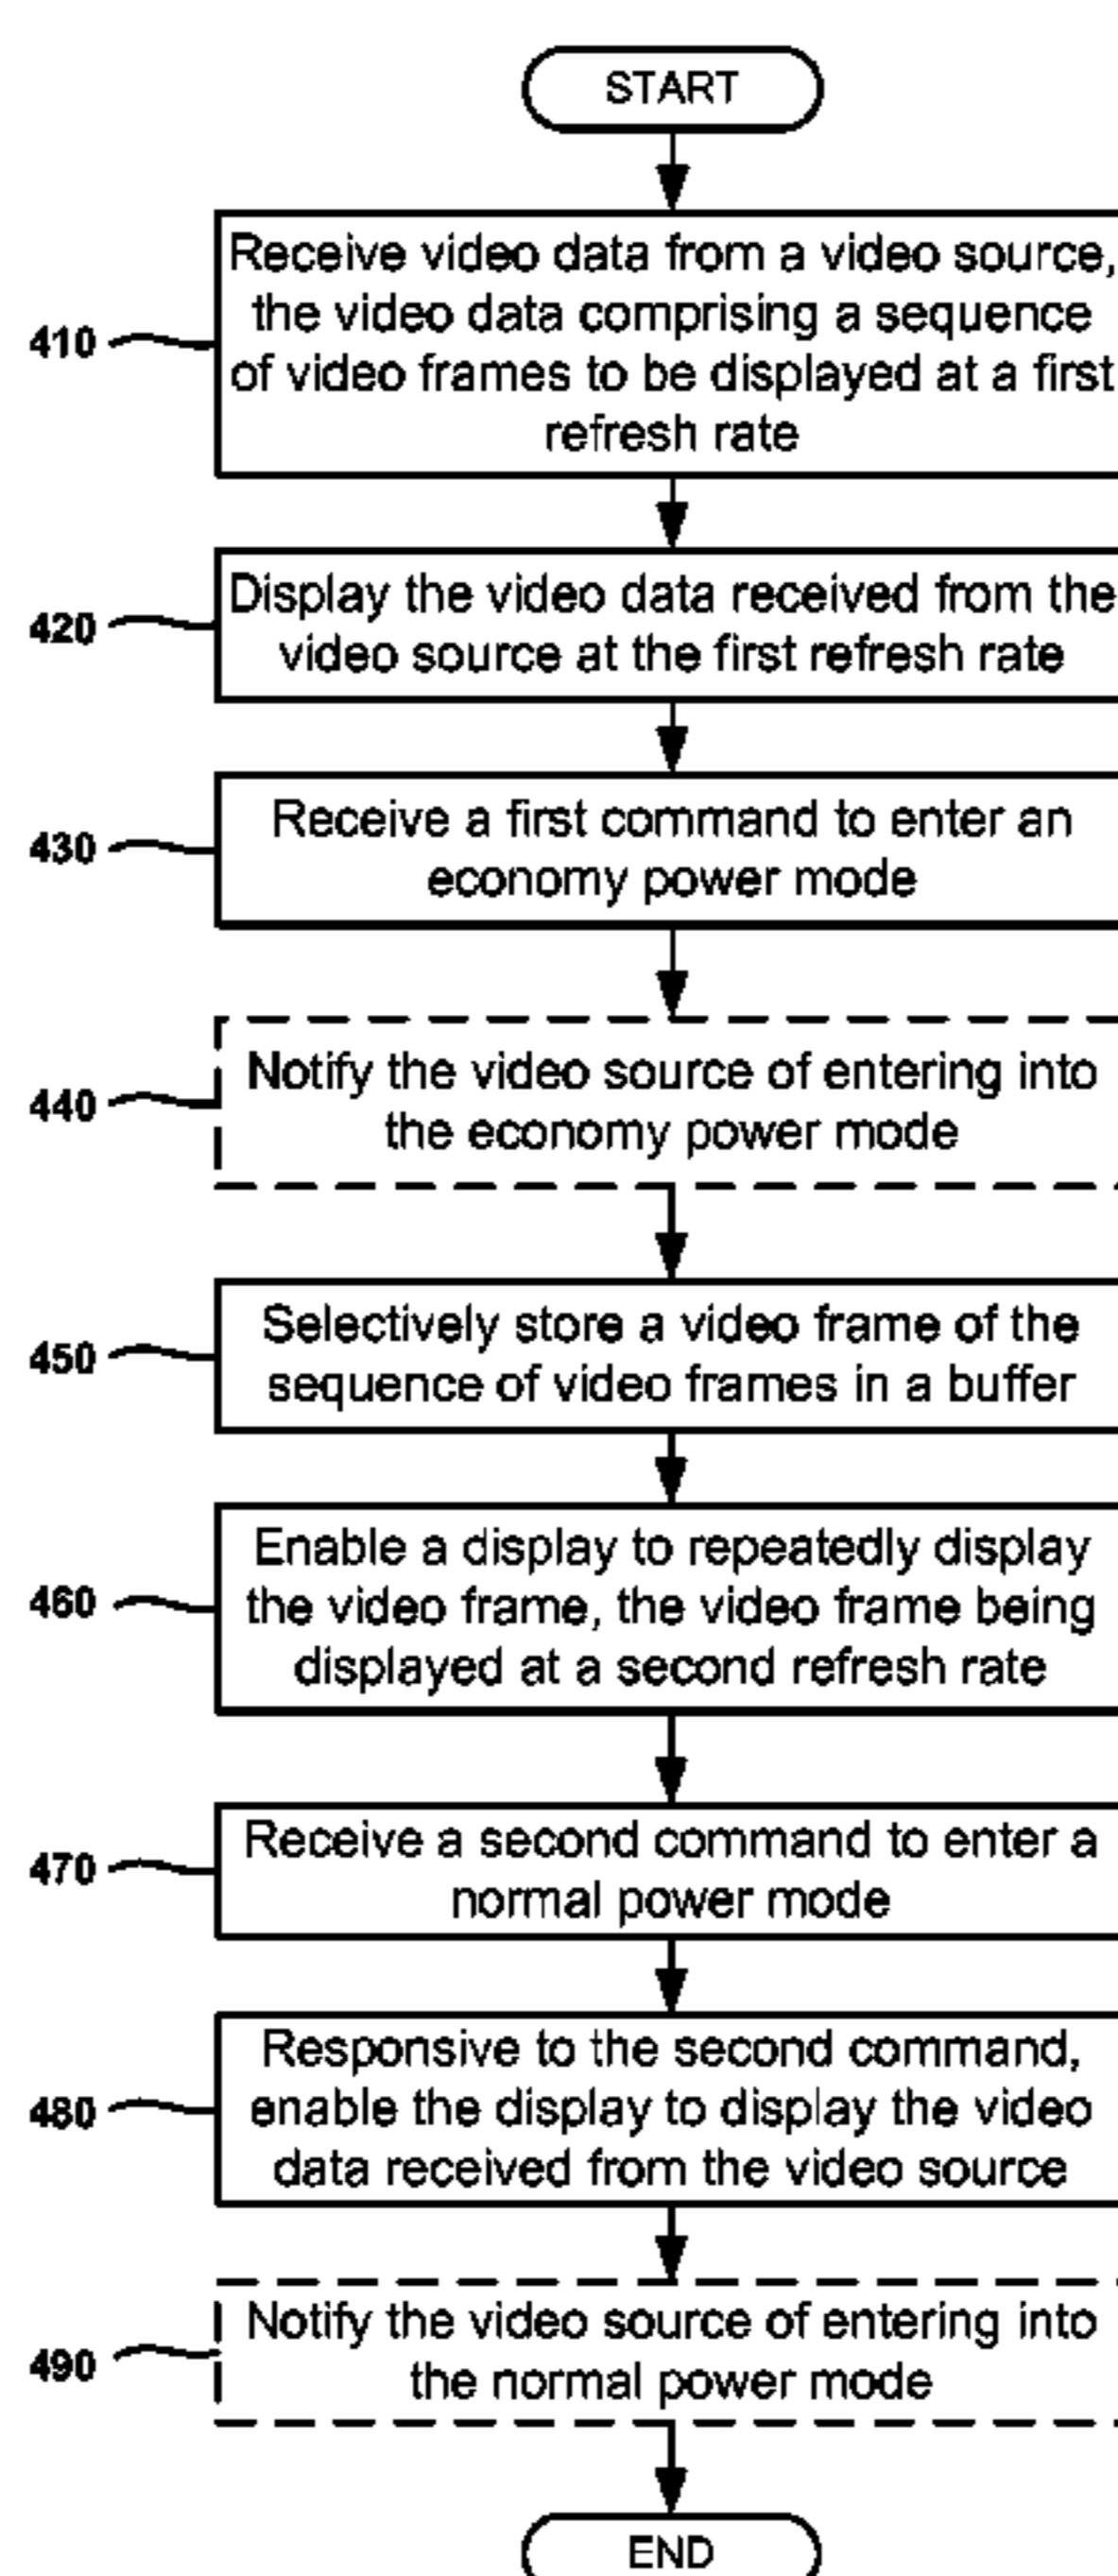 START
410
Receive video data from a video source,
the video data comprising a sequence
of video frames to be displayed at a first
refresh rate
420
Display the video data received from the
video source at the first refresh rate
430
Receive a first command to enter an
economy power mode
440
Notify the video source of entering into
the economy power mode
450
Selectively store a video frame of the
sequence of video frames in a buffer
460
Enable a display to repeatedly display
the video frame, the video frame being
displayed at a second refresh rate
470
Receive a second command to enter a
normal power mode
480
Responsive to the second command,
enable the display to display the video
data received from the video source
490
Notify the video source of entering into
the normal power mode
END